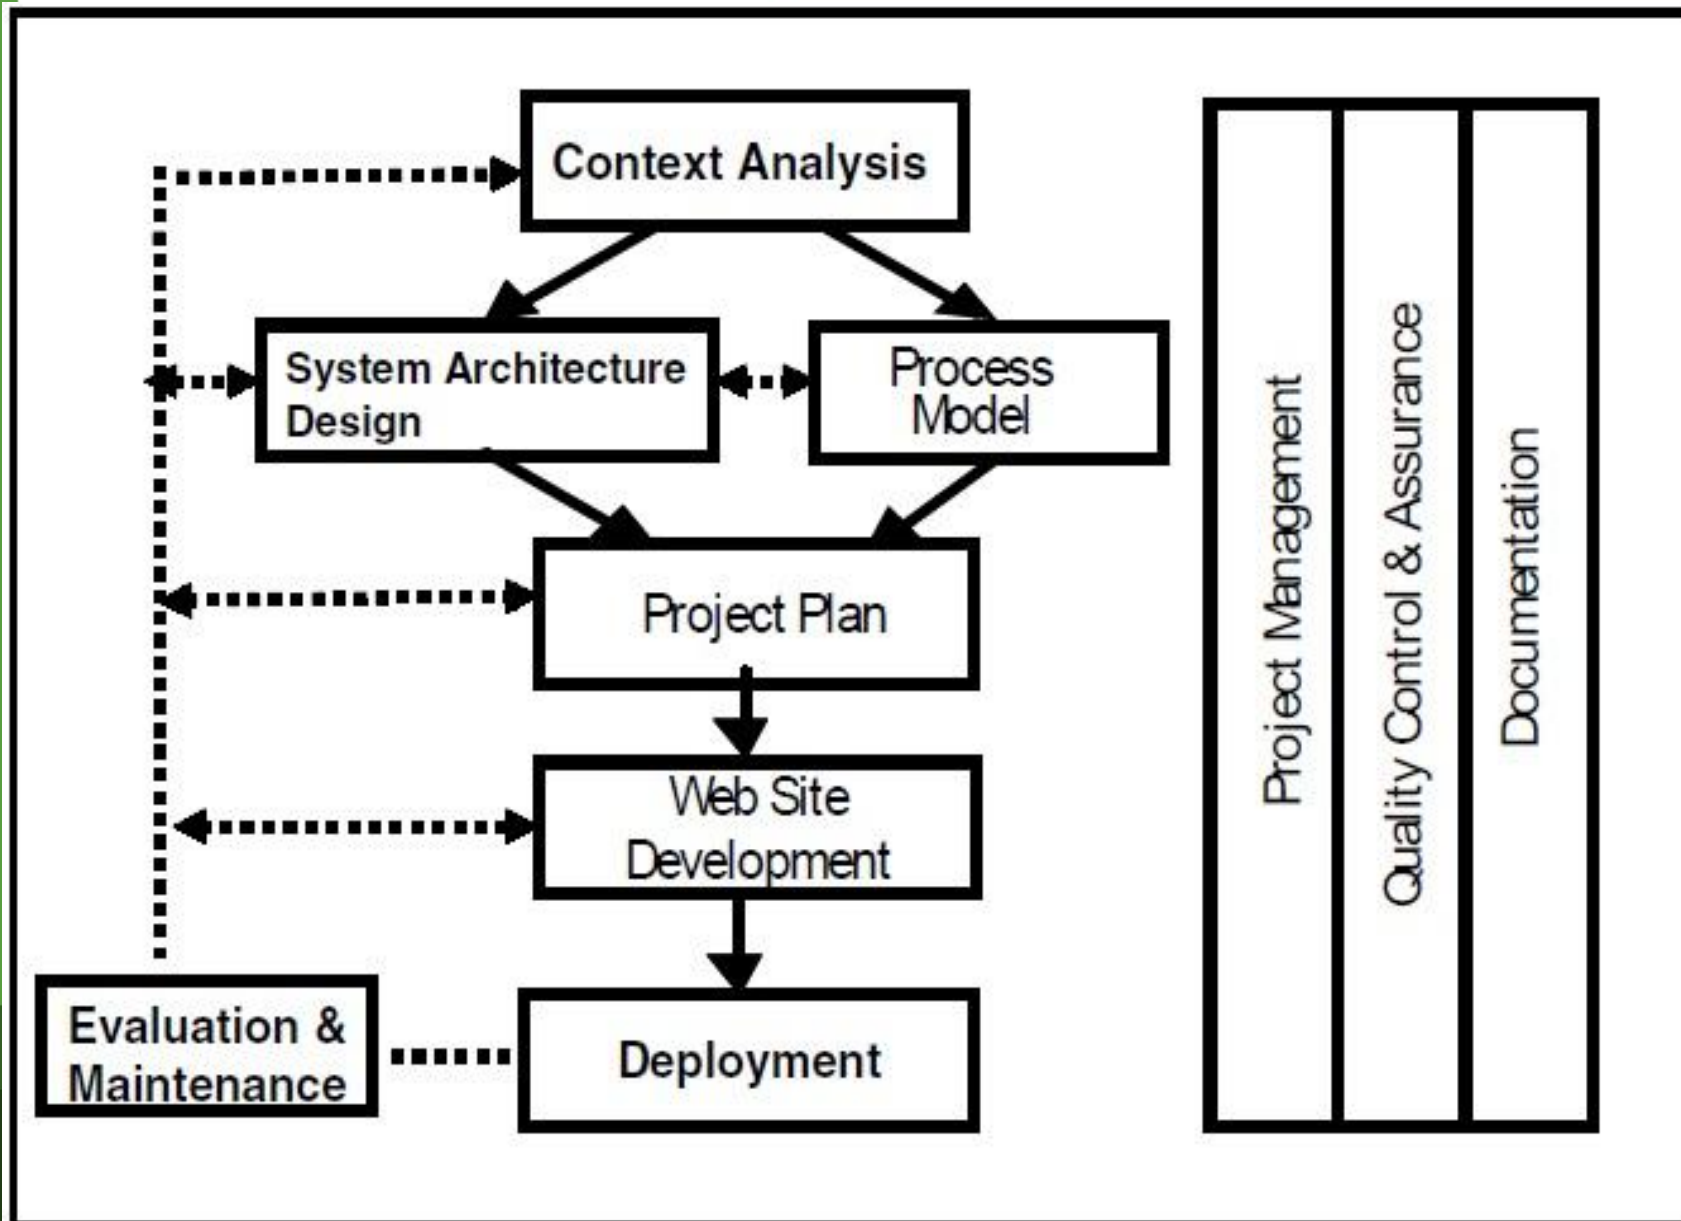 Context Analysis
System Architecture
Design
Process
Model
Project Plan
Web Site
Development
Evaluation &
Maintenance
Deployment
Project Management
Quality Control & Assurance
Documentation